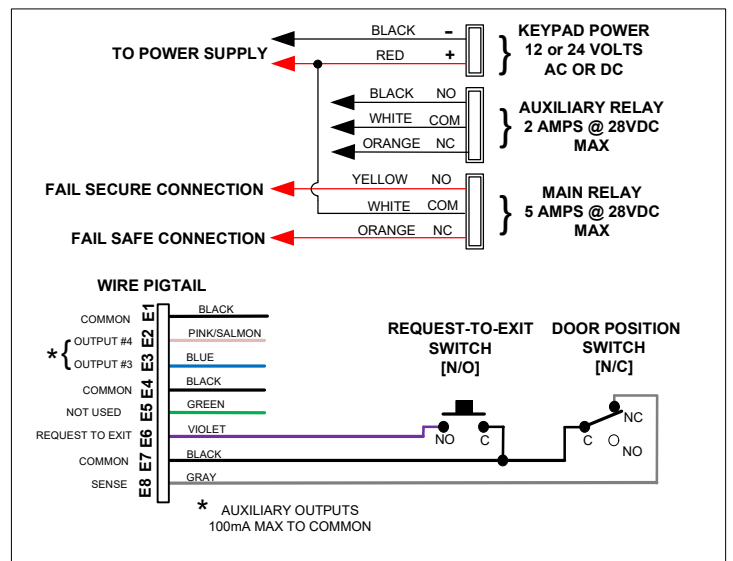 BLACK -
TO POWER SUPPLY
RED +
KEYPAD POWER
12 or 24 VOLTS
AC OR DC
BLACK NO
WHITE COM
ORANGE NC
AUXILIARY RELAY
2 AMPS @ 28VDC
MAX
FAIL SECURE CONNECTION
YELLOW NO
WHITE COM
FAIL SAFE CONNECTION
ORANGE NC
MAIN RELAY
5 AMPS @ 28VDC
MAX
WIRE PIGTAIL
COMMON E1 BLACK
* { OUTPUT #4 E2 PINK/SALMON
OUTPUT #3 E3 BLUE
COMMON E4 BLACK
NOT USED E5 GREEN
REQUEST TO EXIT E6 VIOLET
COMMON E7 BLACK
SENSE E8 GRAY
REQUEST-TO-EXIT
SWITCH
[N/O]
NO C
DOOR POSITION
SWITCH
[N/C]
NC
C NO
* AUXILIARY OUTPUTS
100mA MAX TO COMMON